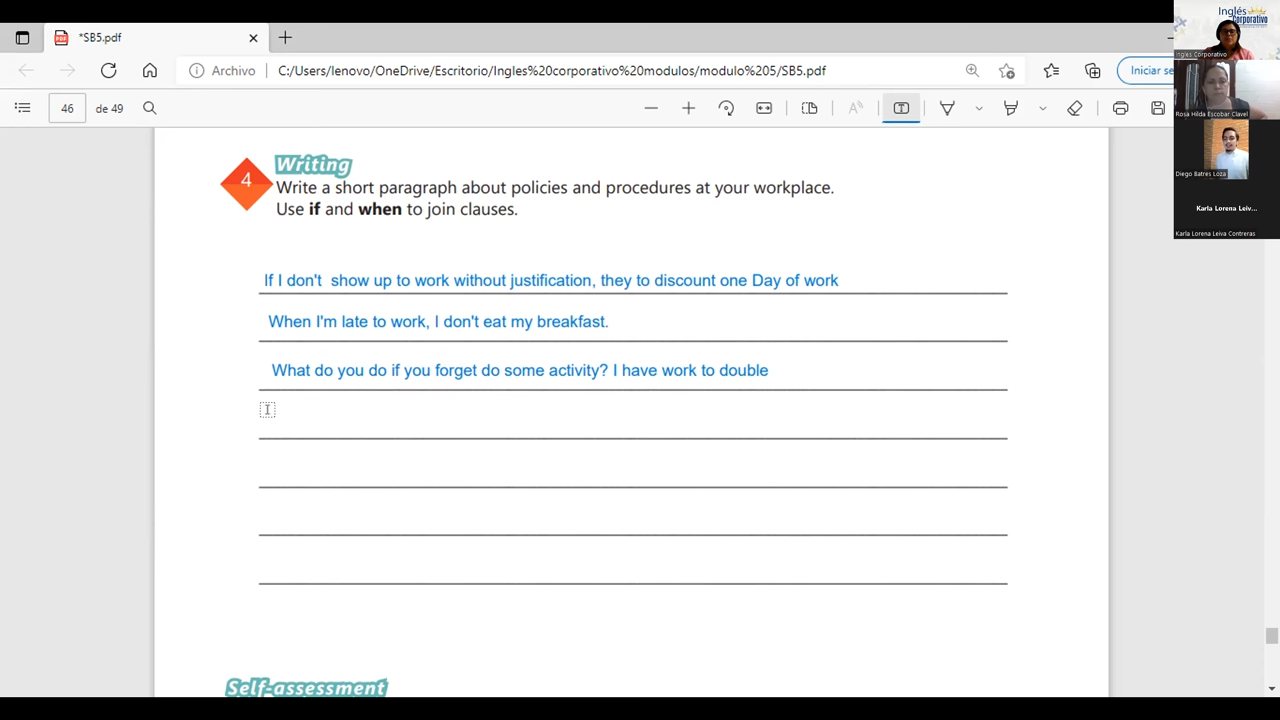 *SB5.pdf
Archivo
C:/Users/lenovo/OneDrive/Escritorio/Ingles%20corporativo%20modulos/modulo%205/SB5.pdf
Iniciar se
46
de 49
Inglés
Corporativo
Inglés Corporativo
Rosa Hilda Escobar Clavel
Diego Batres Loza
Karla Lorena Leiv...
Karla Lorena Leiva Contreras
4
Writing
Write a short paragraph about policies and procedures at your workplace.
Use if and when to join clauses.
If I don't  show up to work without justification, they to discount one Day of work
When I'm late to work, I don't eat my breakfast.
What do you do if you forget do some activity? I have work to double
Self-assessment